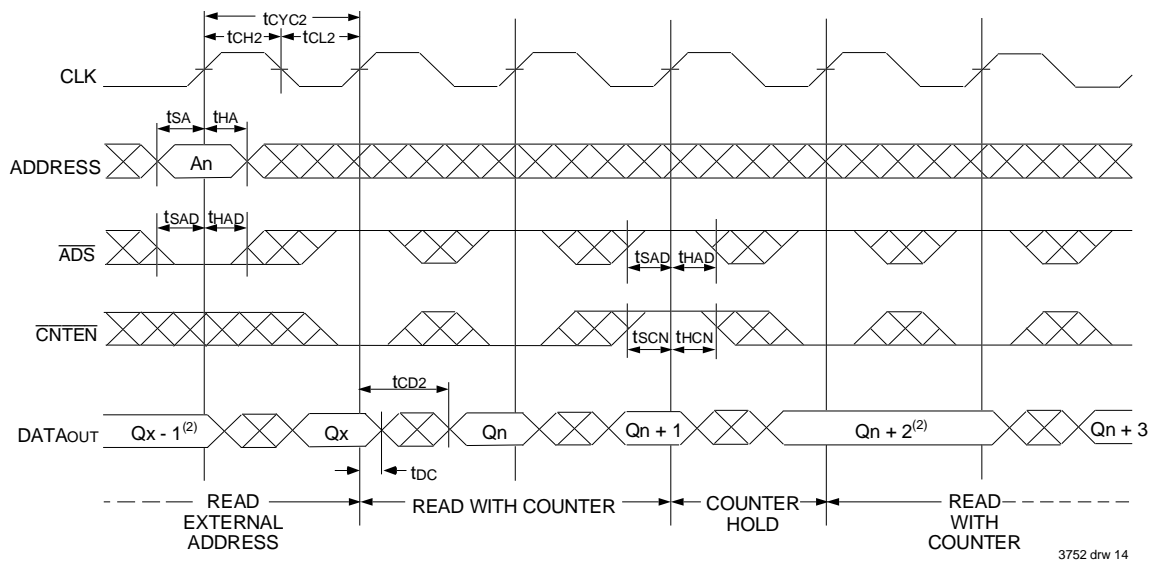 tCYC2
tCH2 tCL2
CLK
tSA tHA
ADDRESS An
tSAD tHAD
ADS
tSAD tHAD
CNTEN
tSCN tHCN
tCD2
DATAOUT Qx - 1(2) Qx Qn Qn + 1 Qn + 2(2) Qn + 3
tDC
READ EXTERNAL ADDRESS
READ WITH COUNTER
COUNTER HOLD
READ WITH COUNTER
3752 drw 14